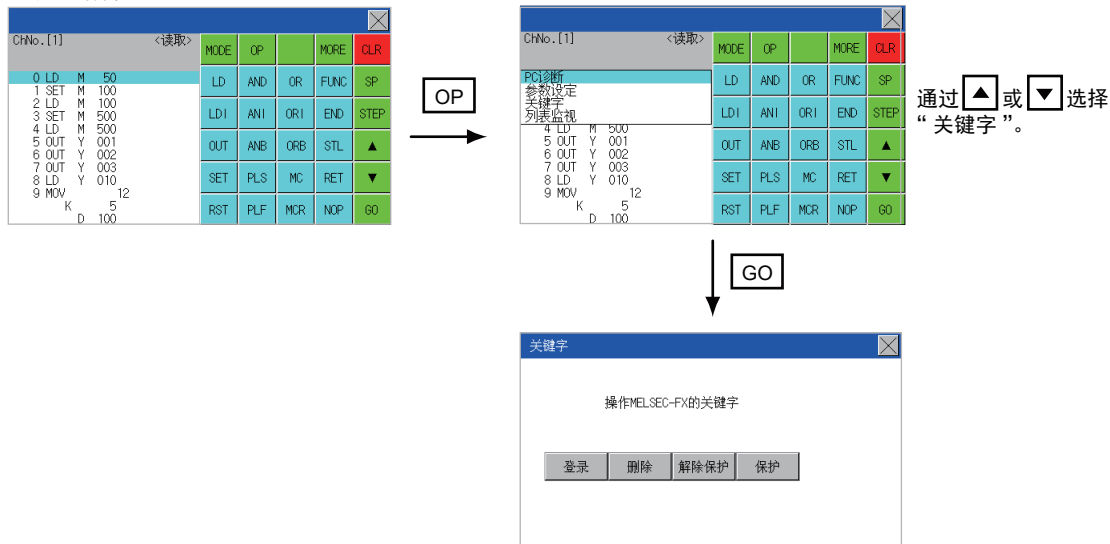 ChNo.[1] <读取>
MODE OP MORE CLR
0 LD M 50
1 SET M 100
2 LD M 100
3 SET M 500
4 LD M 500
5 OUT Y 001
6 OUT Y 002
7 OUT Y 003
8 LD Y 010
9 MOV 12
K 5
D 100
LD AND OR FUNC SP
LDI ANI ORI END STEP
OUT ANB ORB STL ▲
SET PLS MC RET ▼
RST PLF MCR NOP GO
OP
ChNo.[1] <读取>
MODE OP MORE CLR
PC诊断
参数设定
关键字
列表监视
4 LD M 500
5 OUT Y 001
6 OUT Y 002
7 OUT Y 003
8 LD Y 010
9 MOV 12
K 5
D 100
LD AND OR FUNC SP
LDI ANI ORI END STEP
OUT ANB ORB STL ▲
SET PLS MC RET ▼
RST PLF MCR NOP GO
通过▲或▼选择
“关键字”。
GO
关键字
操作MELSEC-FX的关键字
登录 删除 解除保护 保护